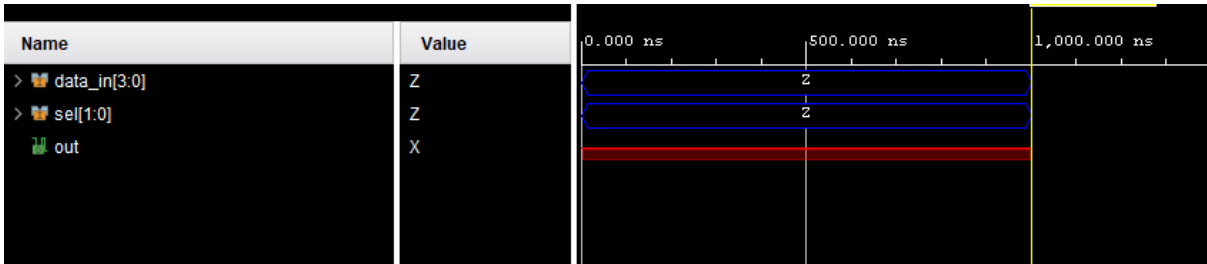 Name Value 0.000 ns 500.000 ns 1,000.000 ns
data_in[3:0] Z Z
sel[1:0] Z Z
out X